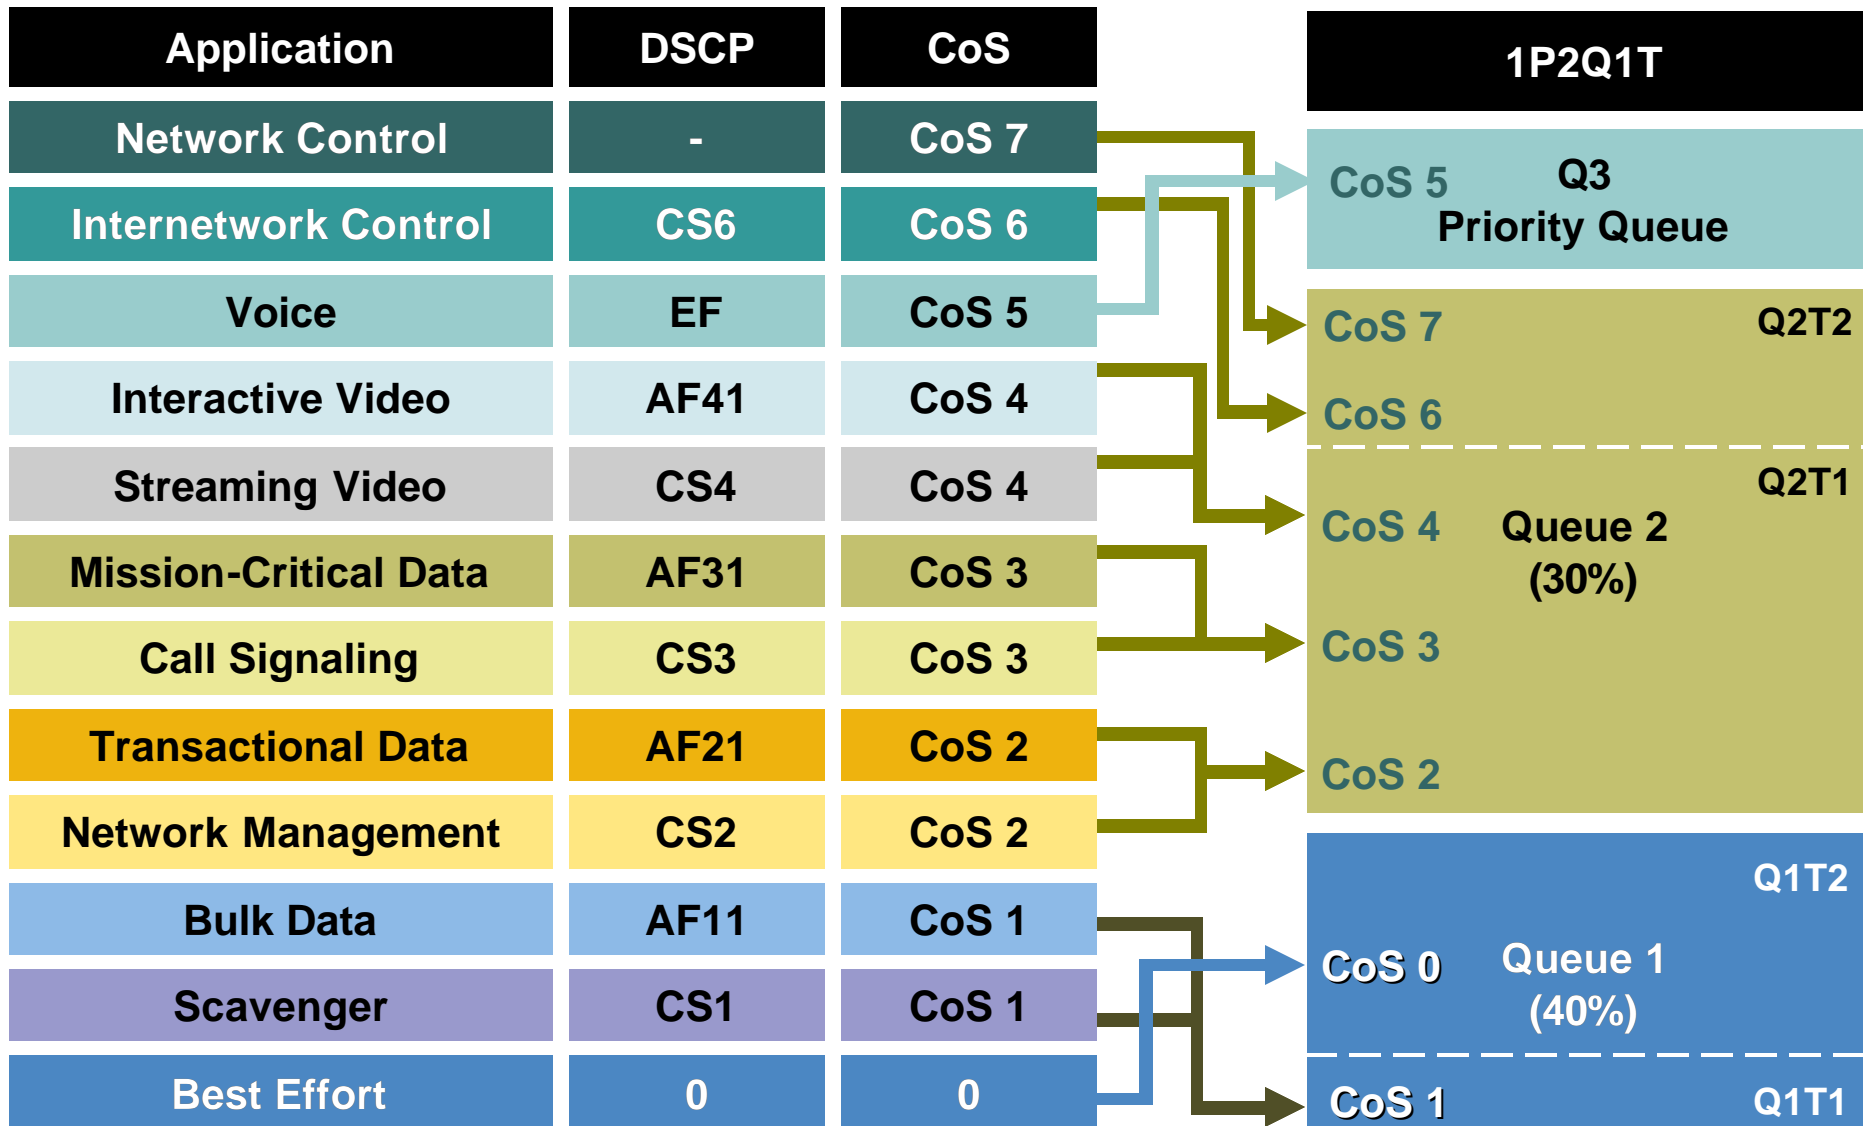 Application DSCP CoS
Network Control - CoS 7
Internetwork Control CS6 CoS 6
Voice EF CoS 5
Interactive Video AF41 CoS 4
Streaming Video CS4 CoS 4
Mission-Critical Data AF31 CoS 3
Call Signaling CS3 CoS 3
Transactional Data AF21 CoS 2
Network Management CS2 CoS 2
Bulk Data AF11 CoS 1
Scavenger CS1 CoS 1
Best Effort 0 0
1P2Q1T
CoS 5 Q3
Priority Queue
CoS 7 Q2T2
CoS 6
Q2T1
CoS 4 Queue 2
(30%)
CoS 3
CoS 2
Q1T2
CoS 0 Queue 1
(40%)
CoS 1 Q1T1